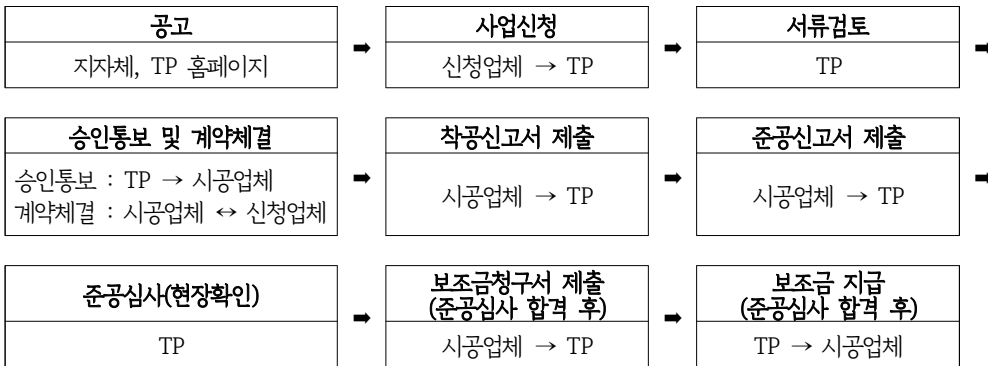 공고
지자체, TP 홈페이지
➡
사업신청
신청업체 → TP
➡
서류검토
TP
➡
승인통보 및 계약체결
승인통보 : TP → 시공업체
계약체결 : 시공업체 ↔ 신청업체
➡
착공신고서 제출
시공업체 → TP
➡
준공신고서 제출
시공업체 → TP
➡
준공심사(현장확인)
TP
➡
보조금청구서 제출
(준공심사 합격 후)
시공업체 → TP
➡
보조금 지급
(준공심사 합격 후)
TP → 시공업체